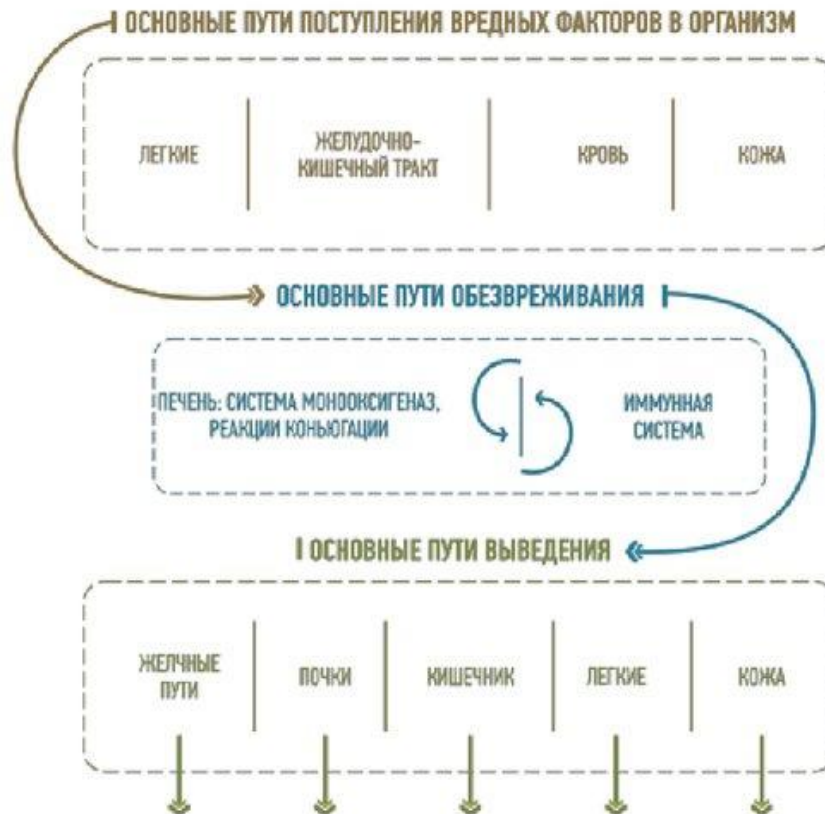 ОСНОВНЫЕ ПУТИ ПОСТУПЛЕНИЯ ВРЕДНЫХ ФАКТОРОВ В ОРГАНИЗМ
ЛЕГКИЕ
ЖЕЛУДОЧНО-
КИШЕЧНЫЙ ТРАКТ
КРОВЬ
КОЖА
ОСНОВНЫЕ ПУТИ ОБЕЗВРЕЖИВАНИЯ
ПЕЧЕНЬ: СИСТЕМА МОНООКСИГЕНАЗ,
РЕАКЦИИ КОНЬЮГАЦИИ
ИММУННАЯ
СИСТЕМА
ОСНОВНЫЕ ПУТИ ВЫВЕДЕНИЯ
ЖЕЛЧНЫЕ
ПУТИ
ПОЧКИ
КИШЕЧНИК
ЛЕГКИЕ
КОЖА